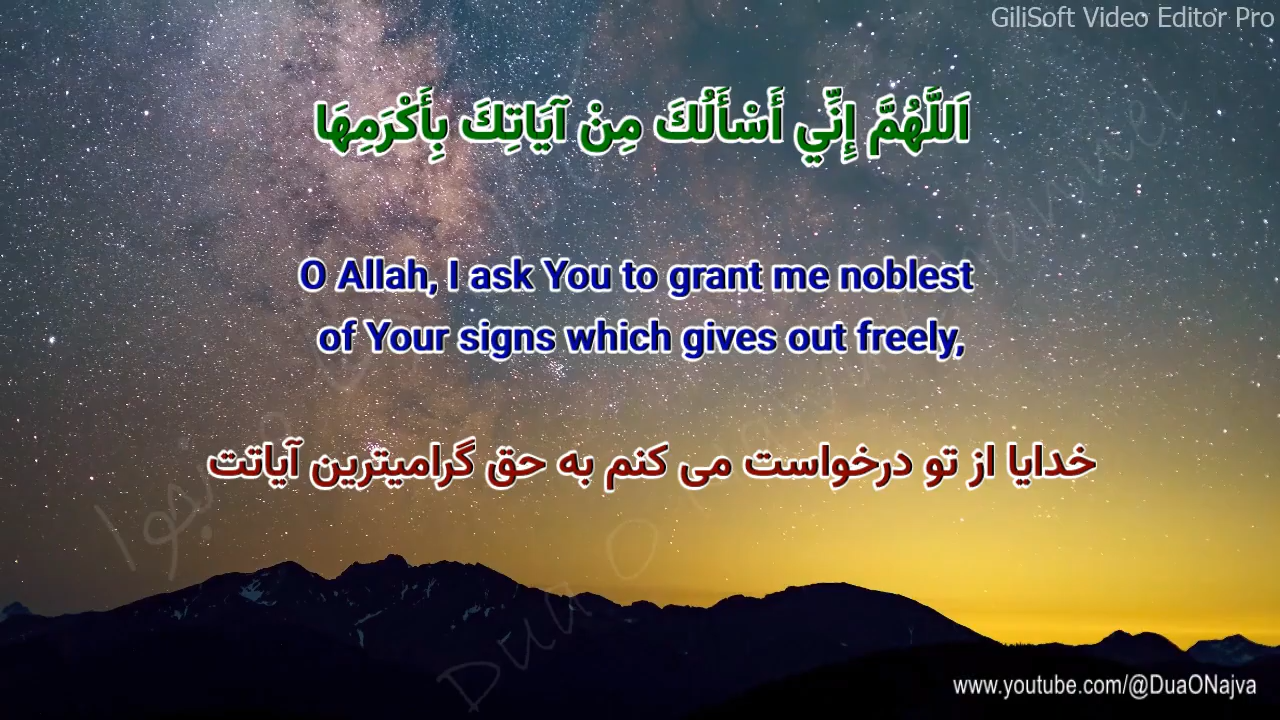 GiliSoft Video Editor Pro
اَللَّهُمَّ إِنِّي أَسْأَلُكَ مِنْ آيَاتِكَ بِأَكْرَمِهَا
O Allah, I ask You to grant me noblest
of Your signs which gives out freely,
خدایا از تو درخواست می کنم به حق گرامیترین آیاتت
www.youtube.com/@DuaONajva